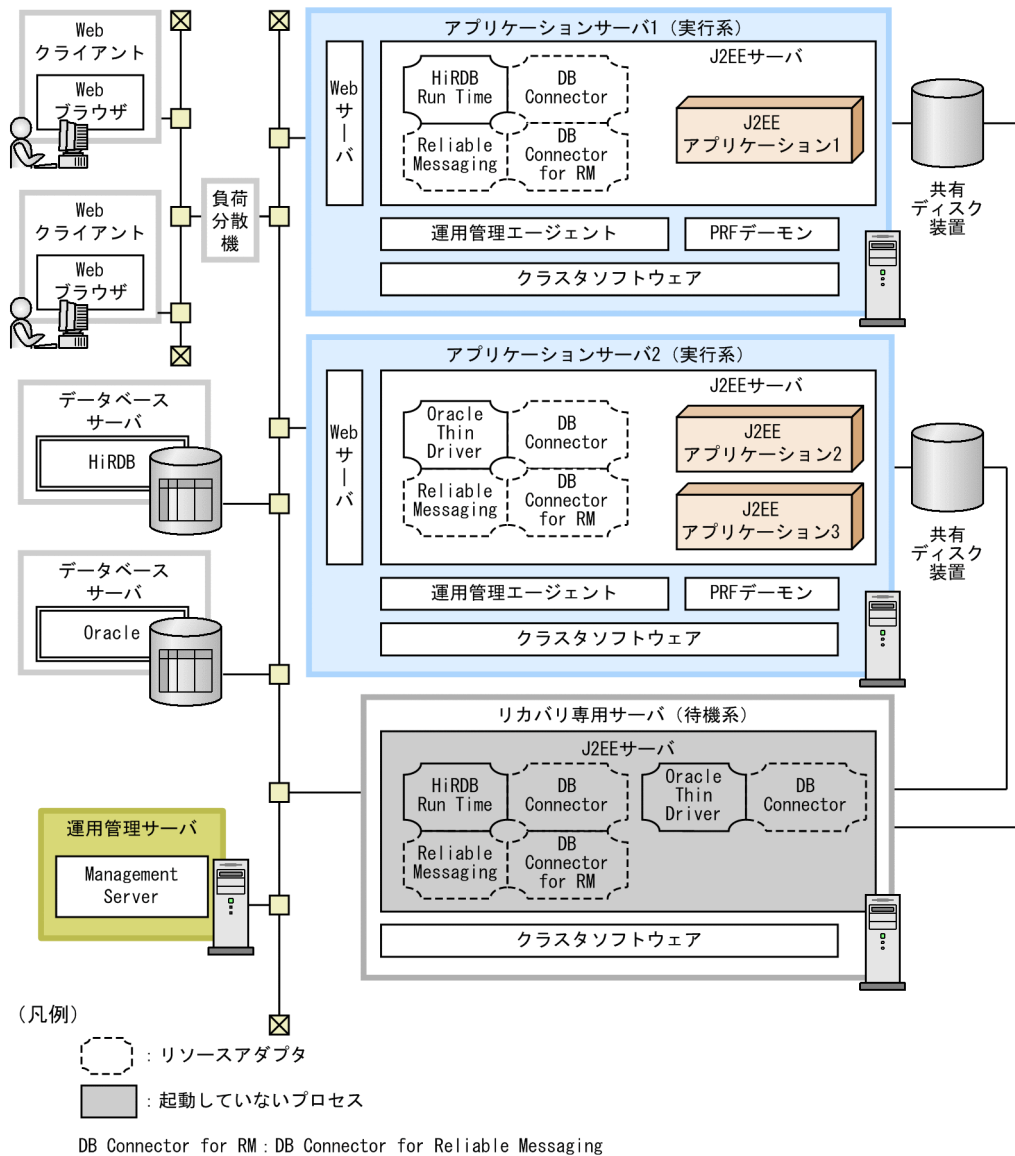 Web
クライアント
Web
ブラウザ
Web
クライアント
Web
ブラウザ
負荷
分散
機
データベース
サーバ
HiRDB
データベース
サーバ
Oracle
運用管理サーバ
Management
Server
アプリケーションサーバ1（実行系）
Web
サ
ー
バ
J2EEサーバ
HiRDB
Run Time
DB
Connector
Reliable
Messaging
DB
Connector
for RM
J2EE
アプリケーション1
運用管理エージェント
PRFデーモン
クラスタソフトウェア
共有
ディスク
装置
アプリケーションサーバ2（実行系）
Web
サ
ー
バ
J2EEサーバ
Oracle
Thin
Driver
DB
Connector
Reliable
Messaging
DB
Connector
for RM
J2EE
アプリケーション2
J2EE
アプリケーション3
運用管理エージェント
PRFデーモン
クラスタソフトウェア
共有
ディスク
装置
リカバリ専用サーバ（待機系）
J2EEサーバ
HiRDB
Run Time
DB
Connector
Oracle
Thin
Driver
DB
Connector
Reliable
Messaging
DB
Connector
for RM
クラスタソフトウェア
（凡例）
：リソースアダプタ
：起動していないプロセス
DB Connector for RM：DB Connector for Reliable Messaging